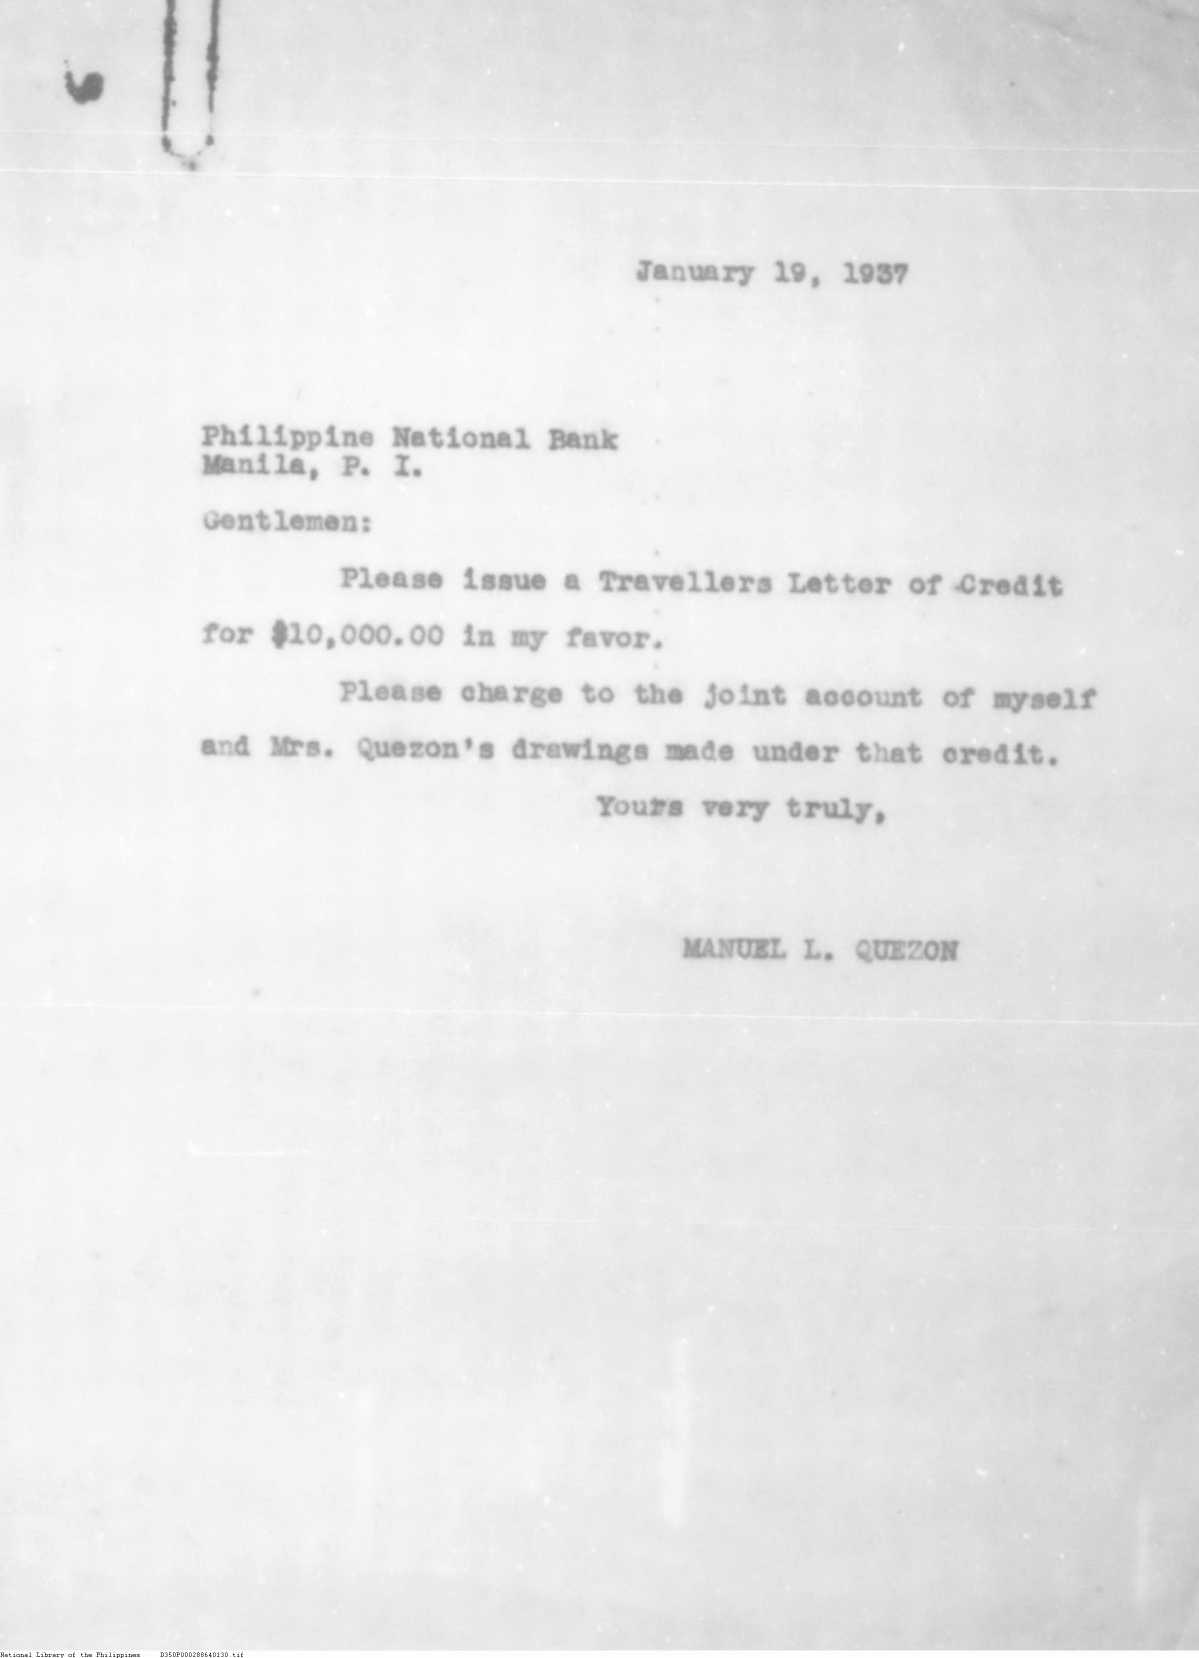 January 19, 1937
Philippine National Bank
Manila, P. I.
Gentlemen:
Please issue a Travellers Letter of Credit
for $10,000.00 in my favor.
Please charge to the joint account of myself
and Mrs. Quezon's drawings made under that credit.
Yours very truly,
MANUEL L. QUEZON
National Library of the Philippines D350P000288640130.tif